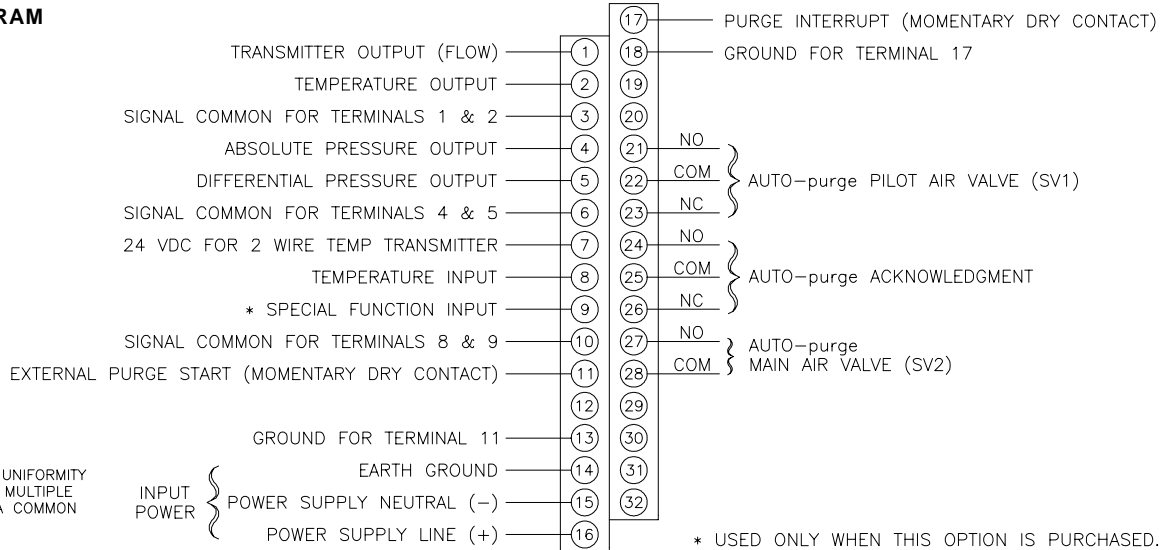 RAM
TRANSMITTER OUTPUT (FLOW) 1
TEMPERATURE OUTPUT 2
SIGNAL COMMON FOR TERMINALS 1 & 2 3
ABSOLUTE PRESSURE OUTPUT 4
DIFFERENTIAL PRESSURE OUTPUT 5
SIGNAL COMMON FOR TERMINALS 4 & 5 6
24 VDC FOR 2 WIRE TEMP TRANSMITTER 7
TEMPERATURE INPUT 8
* SPECIAL FUNCTION INPUT 9
SIGNAL COMMON FOR TERMINALS 8 & 9 10
EXTERNAL PURGE START (MOMENTARY DRY CONTACT) 11
12
GROUND FOR TERMINAL 11 13
EARTH GROUND 14
POWER SUPPLY NEUTRAL (-) 15
POWER SUPPLY LINE (+) 16
INPUT
POWER
UNIFORMITY
MULTIPLE
A COMMON
17 PURGE INTERRUPT (MOMENTARY DRY CONTACT)
18 GROUND FOR TERMINAL 17
19
20
21 NO
22 COM AUTO-purge PILOT AIR VALVE (SV1)
23 NC
24 NO
25 COM AUTO-purge ACKNOWLEDGMENT
26 NC
27 NO AUTO-purge
28 COM MAIN AIR VALVE (SV2)
29
30
31
32
* USED ONLY WHEN THIS OPTION IS PURCHASED.